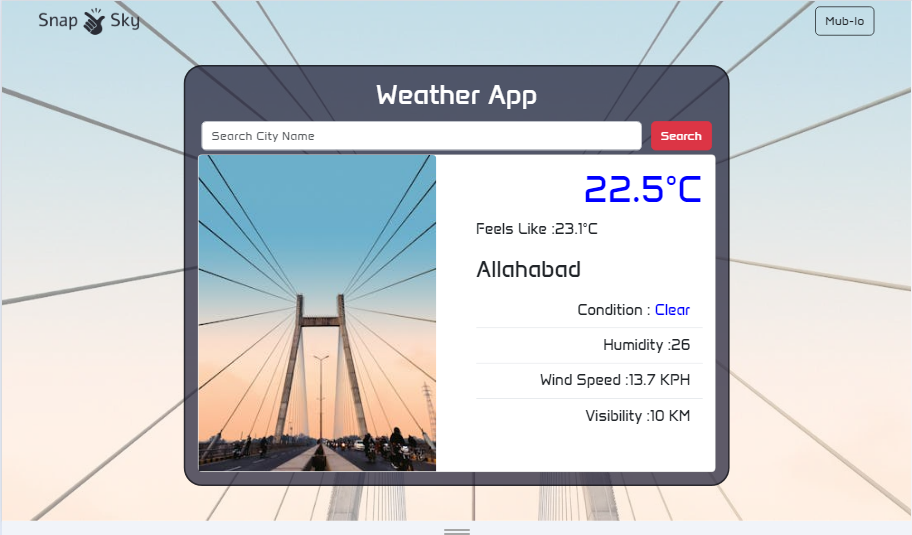 Snap Sky
Mub-Io
Weather App
Search City Name
Search
22.5°C
Feels Like :23.1°C
Allahabad
Condition : Clear
Humidity :26
Wind Speed :13.7 KPH
Visibility :10 KM